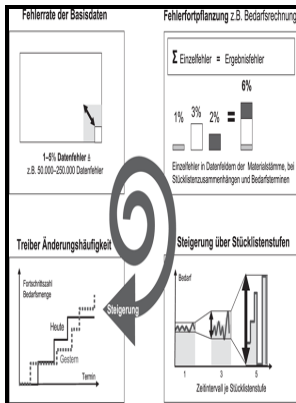 Fehlerrate der Basisdaten
1–5% Datenfehler ≙
z.B. 50.000–250.000 Datenfehler
Fehlerfortpflanzung z.B. Bedarfsrechnung
Σ Einzelfehler = Ergebnisfehler
6%
1% 3% 2% =
Einzelfehler in Datenfeldern der Materialstämme, bei
Stücklistenzusammenhängen und Bedarfsterminen
Treiber Änderungshäufigkeit
Fortschrittszahl
Bedarfsmenge
Heute
Gestern
Termin
Steigerung
Steigerung über Stücklistenstufen
Bedarf
1 3 5
Zeitintervall je Stücklistenstufe